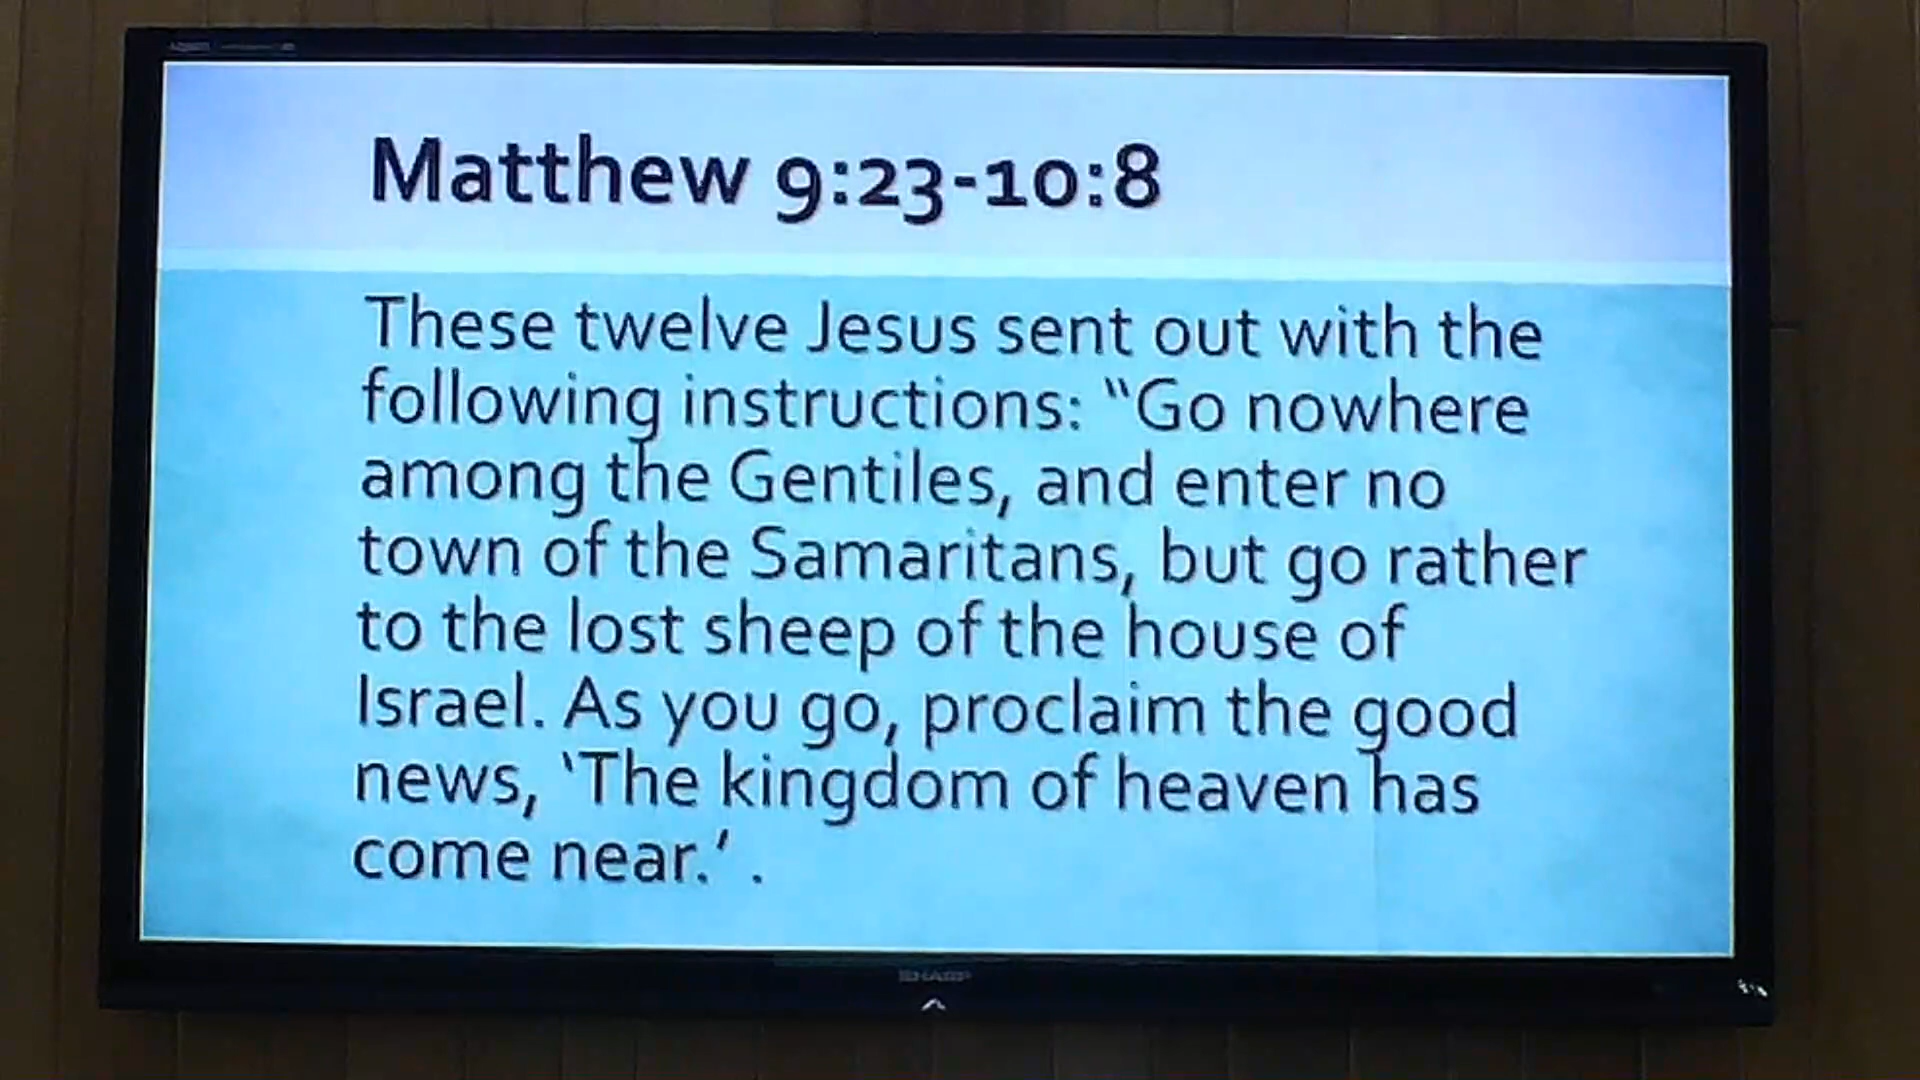 Matthew 9:23-10:8
These twelve Jesus sent out with the
following instructions: “Go nowhere
among the Gentiles, and enter no
town of the Samaritans, but go rather
to the lost sheep of the house of
Israel. As you go, proclaim the good
news, ‘The kingdom of heaven has
come near.’ .
SHARP